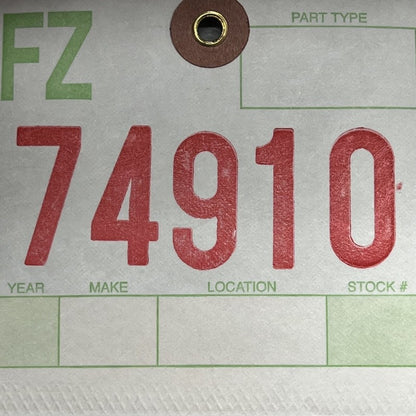 FZ
PART TYPE
74910
YEAR MAKE LOCATION STOCK #